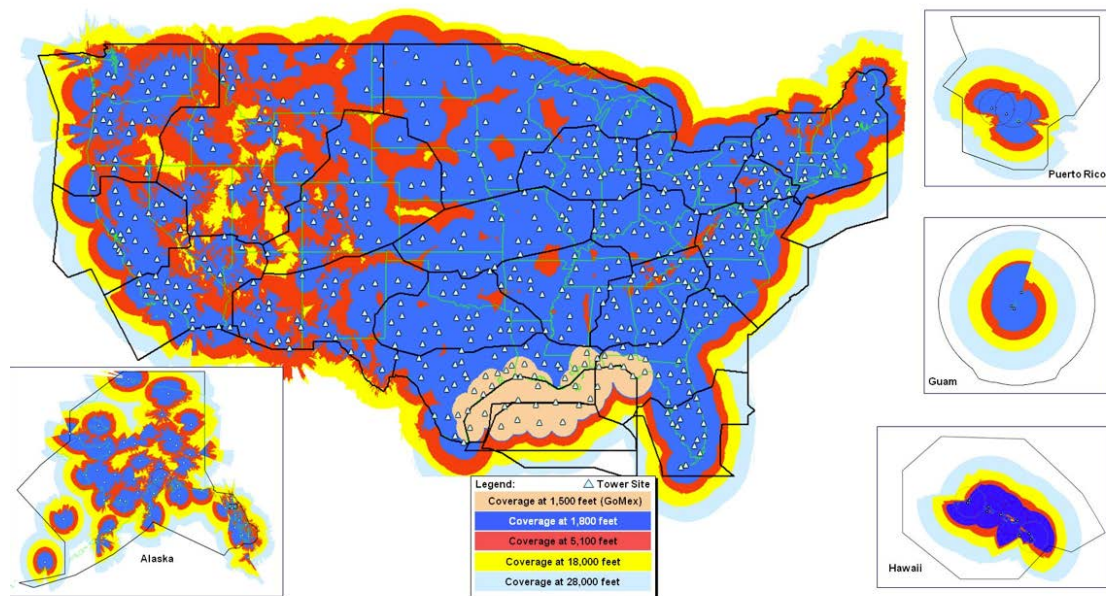 Puerto Rico
Guam
Alaska
Hawaii
Legend: Tower Site
Coverage at 1,500 feet (GoMex)
Coverage at 1,800 feet
Coverage at 5,100 feet
Coverage at 18,000 feet
Coverage at 28,000 feet